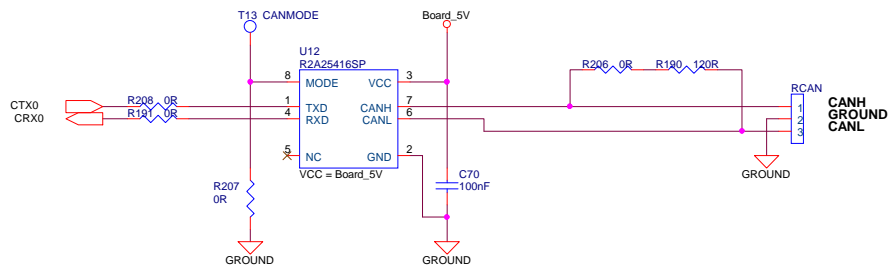 T13 CANMODE
Board_5V
U12
R2A25416SP
8 MODE VCC 3
R206 0R R190 120R
RCAN
CTX0 R208 0R 1 TXD CANH 7 1 CANH
CRX0 R191 0R 4 RXD CANL 6 2 GROUND
3 CANL
5 NC GND 2
VCC = Board_5V
GROUND
R207
0R
C70
100nF
GROUND
GROUND